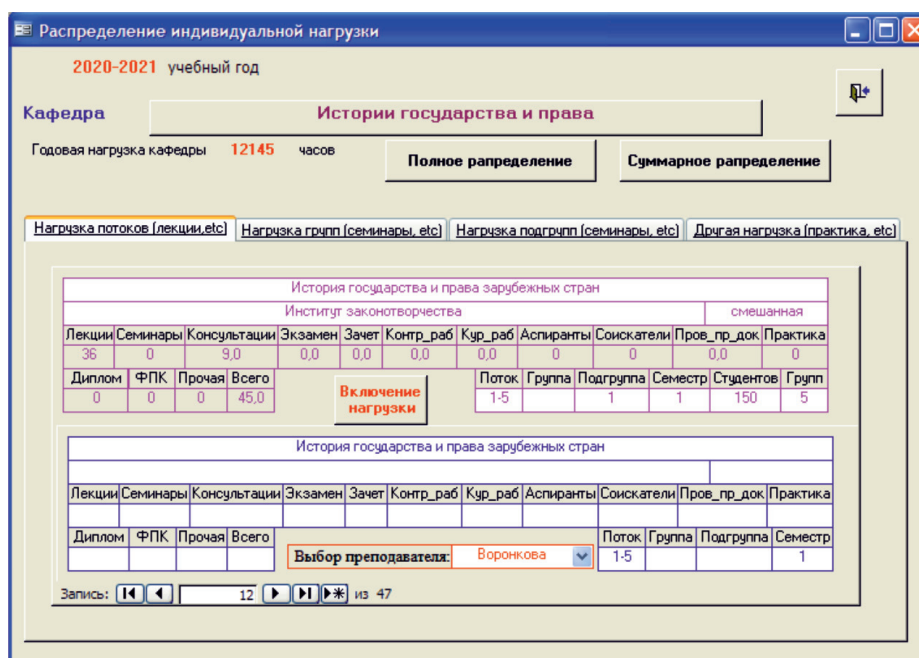 Распределение индивидуальной нагрузки
2020-2021 учебный год
Кафедра Истории государства и права
Годовая нагрузка кафедры 12145 часов Полное рапределение Суммарное рапределение
Нагрузка потоков (лекции,etc) Нагрузка групп (семинары, etc) Нагрузка подгрупп (семинары, etc) Другая нагрузка (практика, etc)
История государства и права зарубежных стран
Институт законотворчества смешанная
Лекции Семинары Консультации Экзамен Зачет Контр_раб Кур_раб Аспиранты Соискатели Пров_пр_док Практика
36 0 9,0 0,0 0,0 0,0 0,0 0 0 0,0 0
Диплом ФПК Прочая Всего Включение нагрузки Поток Группа Подгруппа Семестр Студентов Групп
0 0 0 45,0 1-5 1 1 150 5
История государства и права зарубежных стран
Лекции Семинары Консультации Экзамен Зачет Контр_раб Кур_раб Аспиранты Соискатели Пров_пр_док Практика
Диплом ФПК Прочая Всего Поток Группа Подгруппа Семестр
Выбор преподавателя: Воронкова 1-5 1
Запись: 12 из 47